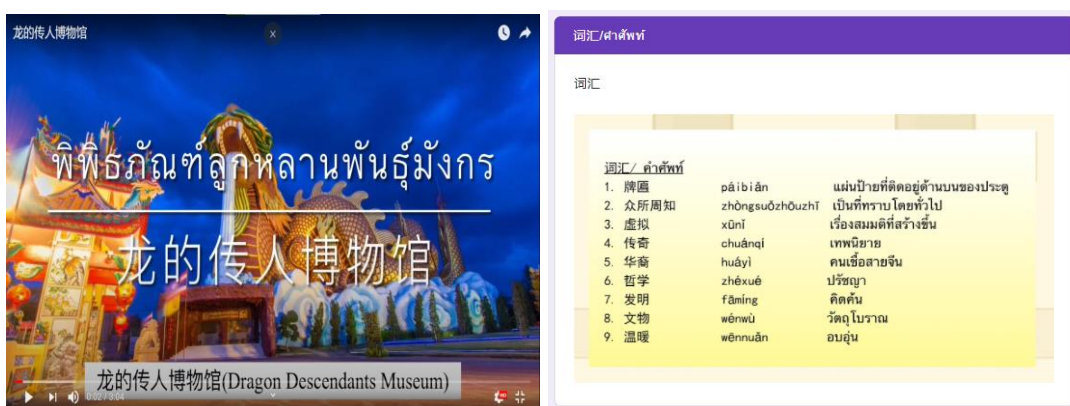 龙的传人博物馆
พิพิธภัณฑ์ลูกหลานพันธุ์มังกร
龙的传人博物馆
龙的传人博物馆(Dragon Descendants Museum)
0:02 / 3:04
词汇/คำศัพท์
词汇
词汇/ คำศัพท์
1. 牌匾 páibiǎn แผ่นป้ายที่ติดอยู่ด้านบนของประตู
2. 众所周知 zhòngsuǒzhōuzhī เป็นที่ทราบโดยทั่วไป
3. 虚拟 xūnǐ เรื่องสมมติที่สร้างขึ้น
4. 传奇 chuánqí เทพนิยาย
5. 华裔 huáyì คนเชื้อสายจีน
6. 哲学 zhéxué ปรัชญา
7. 发明 fāmíng คิดค้น
8. 文物 wénwù วัตถุโบราณ
9. 温暖 wēnnuǎn อบอุ่น